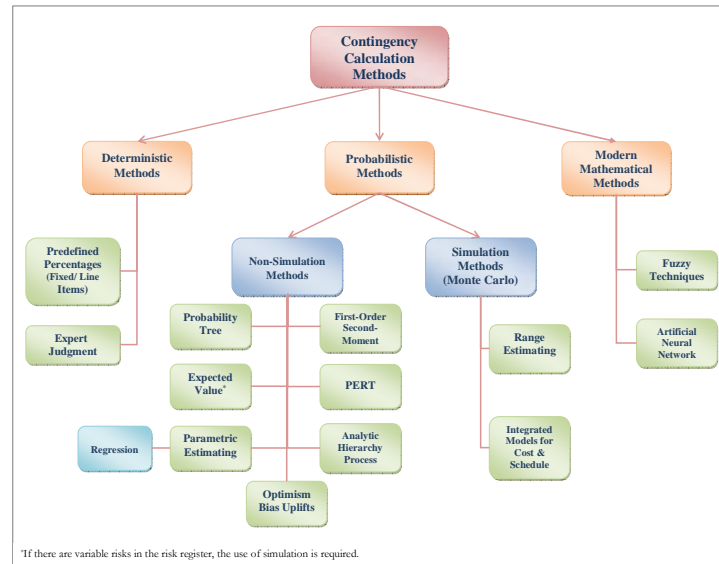 Contingency
Calculation
Methods
Deterministic
Methods
Probabilistic
Methods
Modern
Mathematical
Methods
Predefined
Percentages
(Fixed/ Line
Items)
Expert
Judgment
Non-Simulation
Methods
Simulation
Methods
(Monte Carlo)
Probability
Tree
First-Order
Second-
Moment
Expected
Value*
PERT
Regression
Parametric
Estimating
Analytic
Hierarchy
Process
Optimism
Bias Uplifts
Range
Estimating
Integrated
Models for
Cost &
Schedule
Fuzzy
Techniques
Artificial
Neural
Network
*If there are variable risks in the risk register, the use of simulation is required.